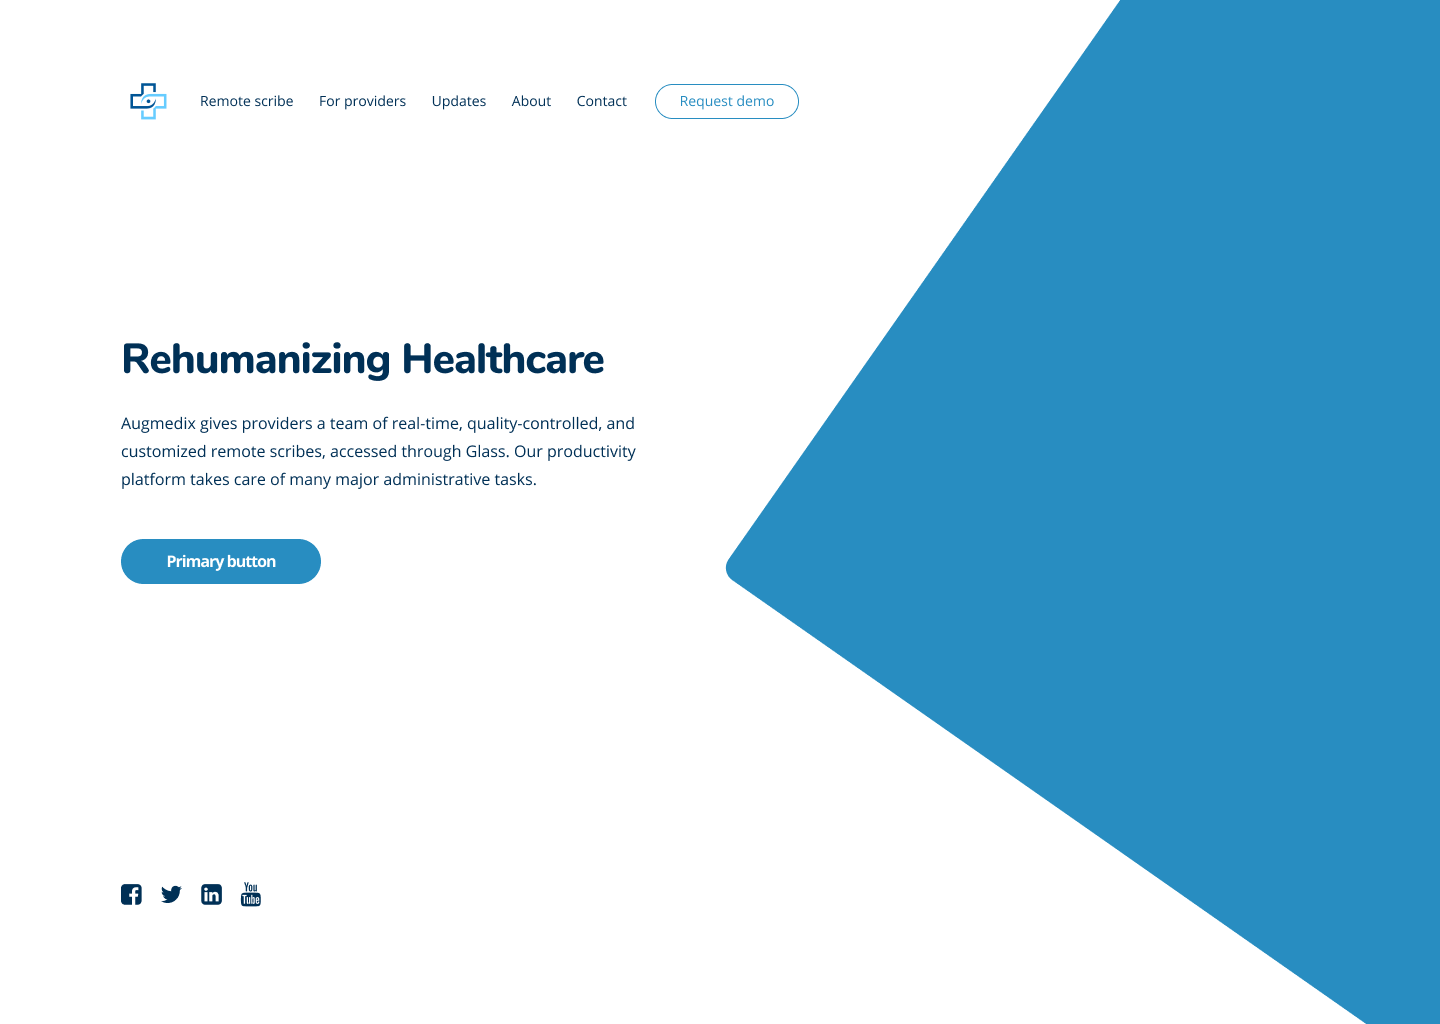 Remote scribe For providers Updates About Contact Request demo
Rehumanizing Healthcare
Augmedix gives providers a team of real-time, quality-controlled, and
customized remote scribes, accessed through Glass. Our productivity
platform takes care of many major administrative tasks.
Primary button
You
Tube